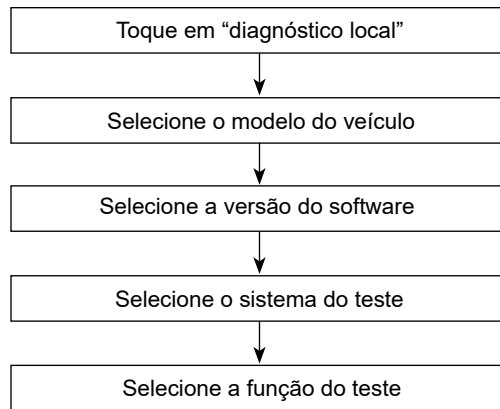 Toque em “diagnóstico local”
Selecione o modelo do veículo
Selecione a versão do software
Selecione o sistema do teste
Selecione a função do teste